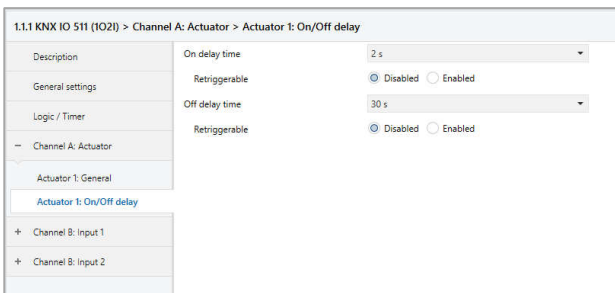 1.1.1 KNX IO 511 (1O2I) > Channel A: Actuator > Actuator 1: On/Off delay
Description
General settings
Logic / Timer
− Channel A: Actuator
Actuator 1: General
Actuator 1: On/Off delay
+ Channel B: Input 1
+ Channel B: Input 2
On delay time 2 s
Retriggerable Disabled Enabled
Off delay time 30 s
Retriggerable Disabled Enabled